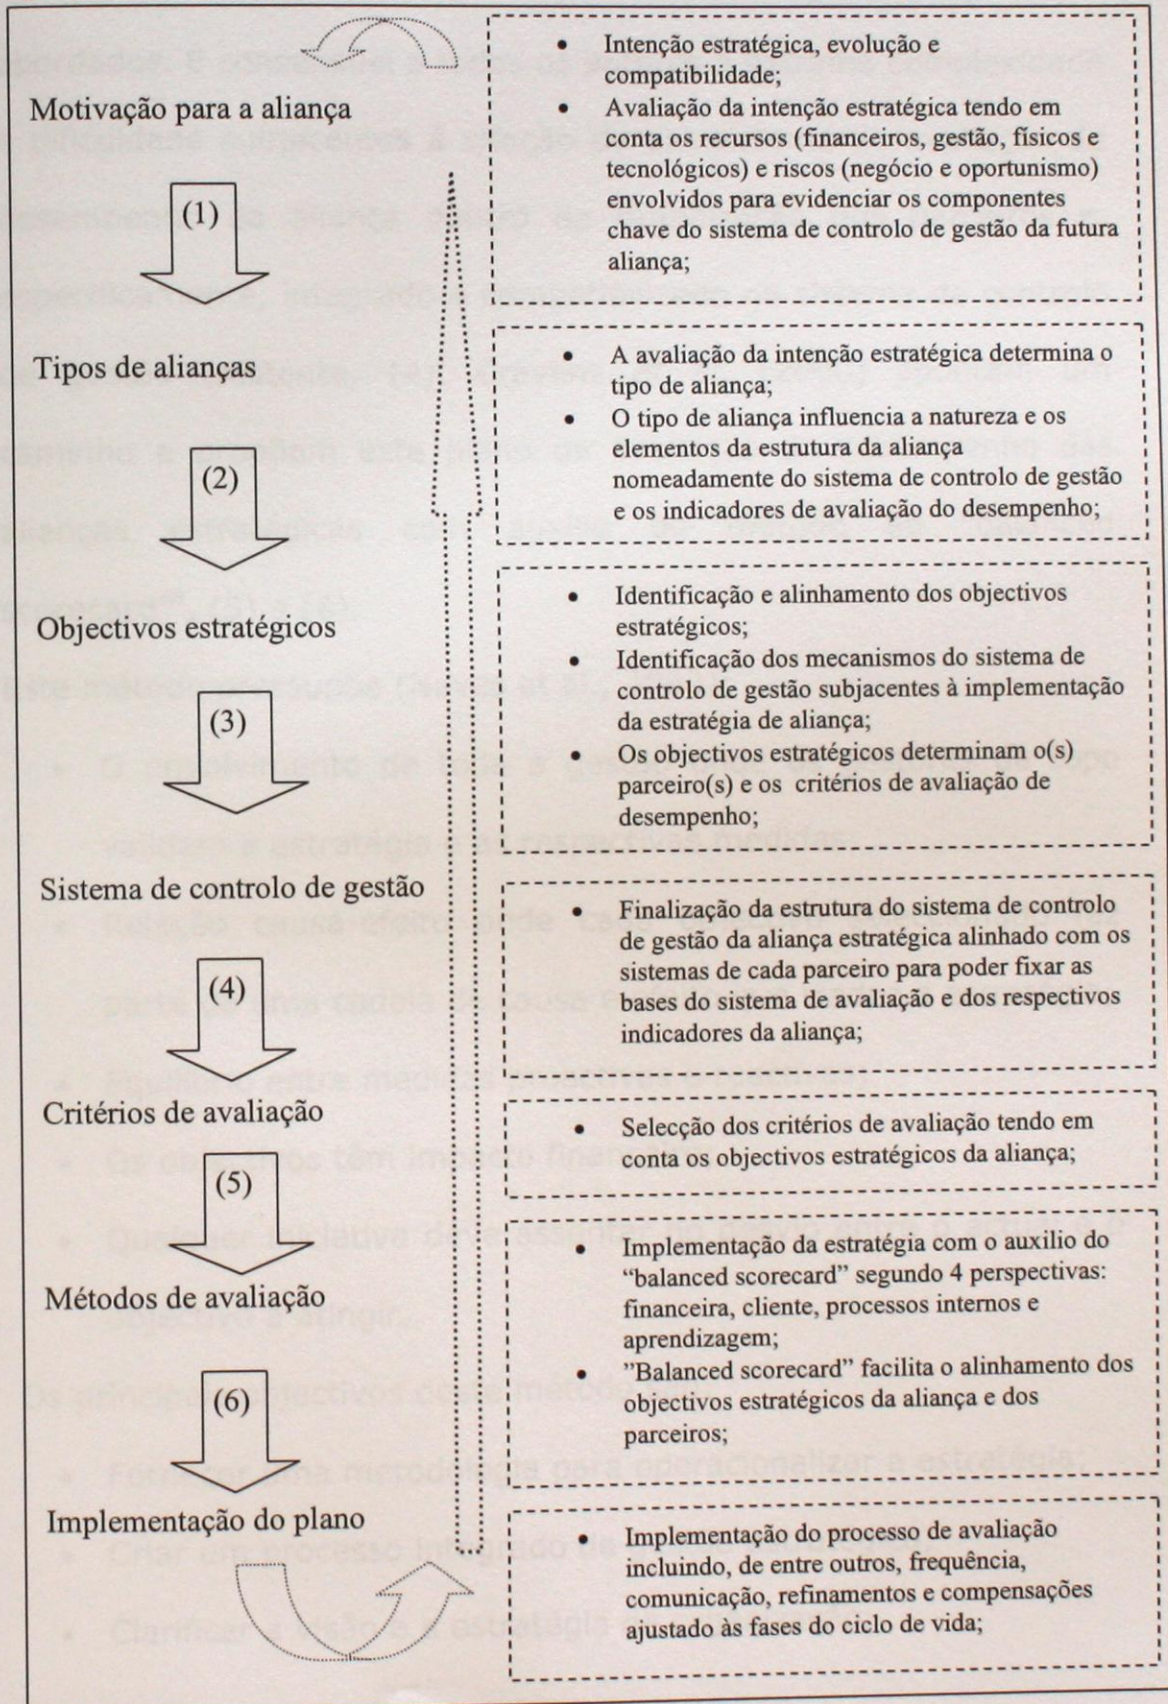 Motivação para a aliança
• Intenção estratégica, evolução e
compatibilidade;
• Avaliação da intenção estratégica tendo em
conta os recursos (financeiros, gestão, físicos e
tecnológicos) e riscos (negócio e oportunismo)
envolvidos para evidenciar os componentes
chave do sistema de controlo de gestão da futura
aliança;
(1)
Tipos de alianças
• A avaliação da intenção estratégica determina o
tipo de aliança;
• O tipo de aliança influencia a natureza e os
elementos da estrutura da aliança
nomeadamente do sistema de controlo de gestão
e os indicadores de avaliação do desempenho;
(2)
Objectivos estratégicos
• Identificação e alinhamento dos objectivos
estratégicos;
• Identificação dos mecanismos do sistema de
controlo de gestão subjacentes à implementação
da estratégia de aliança;
• Os objectivos estratégicos determinam o(s)
parceiro(s) e os critérios de avaliação de
desempenho;
(3)
Sistema de controlo de gestão
• Finalização da estrutura do sistema de controlo
de gestão da aliança estratégica alinhado com os
sistemas de cada parceiro para poder fixar as
bases do sistema de avaliação e dos respectivos
indicadores da aliança;
(4)
Critérios de avaliação
• Selecção dos critérios de avaliação tendo em
conta os objectivos estratégicos da aliança;
(5)
Métodos de avaliação
• Implementação da estratégia com o auxilio do
“balanced scorecard” segundo 4 perspectivas:
financeira, cliente, processos internos e
aprendizagem;
• ”Balanced scorecard” facilita o alinhamento dos
objectivos estratégicos da aliança e dos
parceiros;
(6)
Implementação do plano
• Implementação do processo de avaliação
incluindo, de entre outros, frequência,
comunicação, refinamentos e compensações
ajustado às fases do ciclo de vida;